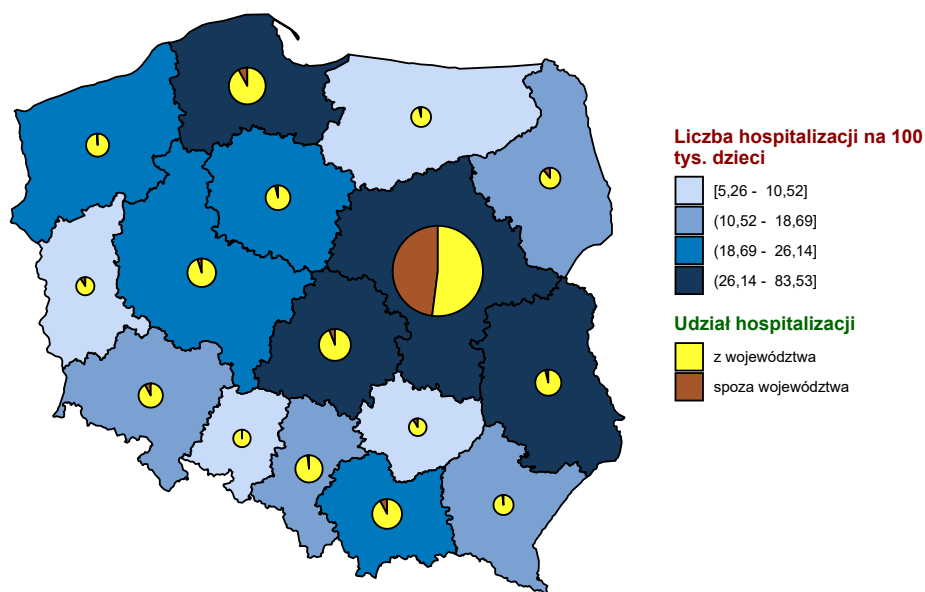 Liczba hospitalizacji na 100
tys. dzieci
[5,26 - 10,52]
(10,52 - 18,69]
(18,69 - 26,14]
(26,14 - 83,53]
Udział hospitalizacji
z województwa
spoza województwa